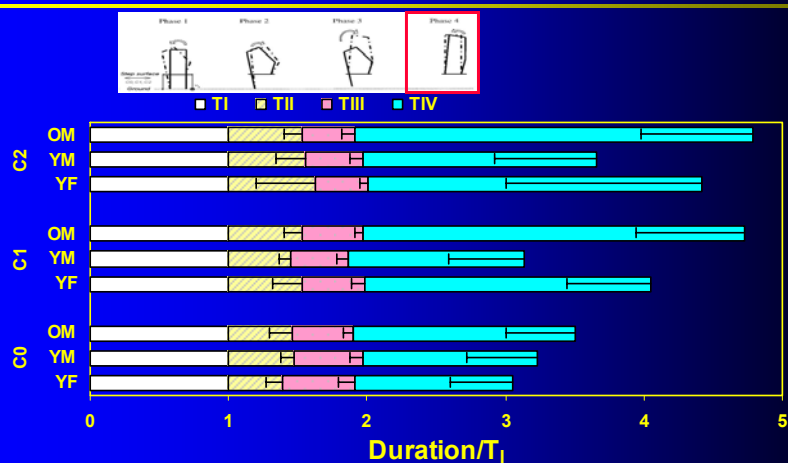 Phase 1 Phase 2 Phase 3 Phase 4
Step surface
Ground
TI TII TIII TIV
C2
OM
YM
YF
C1
OM
YM
YF
C0
OM
YM
YF
0 1 2 3 4 5
Duration/TI